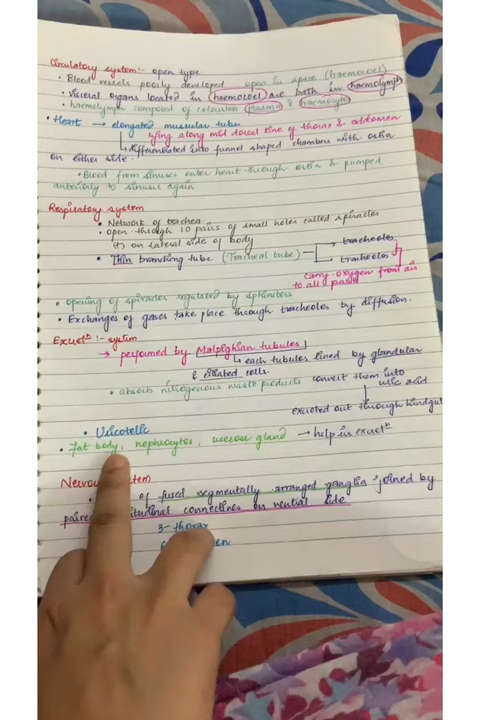 Circulatory system:- open type
• Blood vessels poorly developed open in space (haemocoel)
• Visceral organs located in (haemocoel) are bath in haemolymph
• haemolymph composed of colourless plasma & haemocyte
• Heart → elongated muscular tube
lying along mid dorsal line of thorax & abdomen
differentiated into funnel shaped chambers with ostia
on either side.
• Blood from sinuses enter heart through ostia & pumped
anteriorly to sinuses again
Respiratory system
• Network of trachea
• open through 10 pairs of small holes called spiracles
on lateral side of body
• Thin branching tube (Tracheal tube) tracheoles
tracheoles
carry oxygen from air
to all parts
• opening of spiracles regulated by sphincters
• Exchanges of gases take place through tracheoles by diffusion.
Excretn :- system
→ performed by Malpighian tubules
each tubules lined by glandular
& ciliated cells.
• absorb nitrogenous waste products convert them into
uric acid
excreted out through hindgut
• Uricotelic
• Fat body, nephrocytes, urecose gland → help in excretn
Nervous system
of fused segmentally arranged ganglia joined by
paired connectives on ventral side
3- thorax